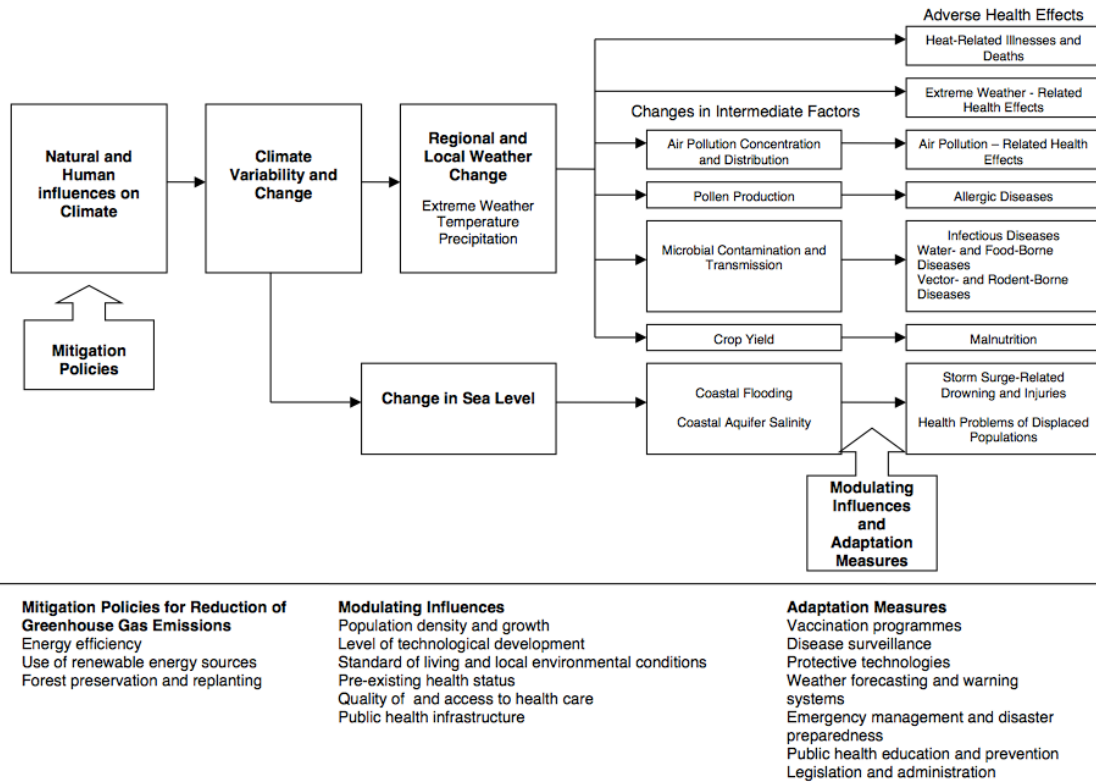 Adverse Health Effects
Heat-Related Illnesses and
Deaths
Extreme Weather - Related
Health Effects
Changes in Intermediate Factors
Natural and
Human
influences on
Climate
Climate
Variability and
Change
Regional and
Local Weather
Change
Extreme Weather
Temperature
Precipitation
Air Pollution Concentration
and Distribution
Air Pollution – Related Health
Effects
Pollen Production
Allergic Diseases
Microbial Contamination and
Transmission
Infectious Diseases
Water- and Food-Borne
Diseases
Vector- and Rodent-Borne
Diseases
Crop Yield
Malnutrition
Mitigation
Policies
Change in Sea Level
Coastal Flooding
Coastal Aquifer Salinity
Storm Surge-Related
Drowning and Injuries
Health Problems of Displaced
Populations
Modulating
Influences
and
Adaptation
Measures
Mitigation Policies for Reduction of
Greenhouse Gas Emissions
Energy efficiency
Use of renewable energy sources
Forest preservation and replanting
Modulating Influences
Population density and growth
Level of technological development
Standard of living and local environmental conditions
Pre-existing health status
Quality of and access to health care
Public health infrastructure
Adaptation Measures
Vaccination programmes
Disease surveillance
Protective technologies
Weather forecasting and warning
systems
Emergency management and disaster
preparedness
Public health education and prevention
Legislation and administration